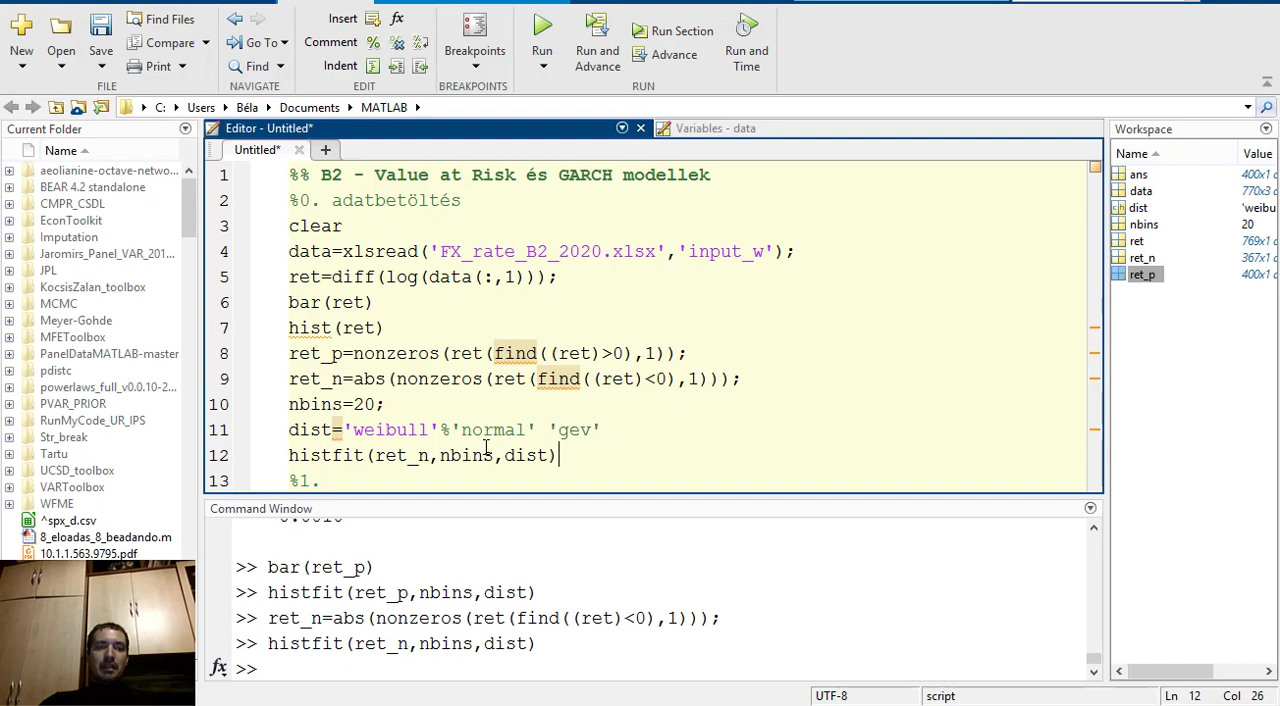 New
Open
Save
Find Files
Compare
Print
FILE
Go To
Find
NAVIGATE
Insert fx
Comment
Indent
EDIT
Breakpoints
BREAKPOINTS
Run
Run and Advance
Run Section
Advance
Run and Time
RUN
C: Users Béla Documents MATLAB
Current Folder
Name
aeolianine-octave-netwo...
BEAR 4.2 standalone
CMPR_CSDL
EconToolkit
Imputation
Jaromirs_Panel_VAR_201...
JPL
KocsisZalan_toolbox
MCMC
Meyer-Gohde
MFEToolbox
PanelDataMATLAB-master
pdistc
powerlaws_full_v0.0.10-2...
PVAR_PRIOR
RunMyCode_UR_IPS
Str_break
Tartu
UCSD_toolbox
VARToolbox
WFME
^spx_d.csv
8_eloadas_8_beadando.m
10.1.1.563.9795.pdf
Editor - Untitled*
Variables - data
Untitled*
1 %% B2 - Value at Risk és GARCH modellek
2 %0. adatbetöltés
3 clear
4 data=xlsread('FX_rate_B2_2020.xlsx','input_w');
5 ret=diff(log(data(:,1)));
6 bar(ret)
7 hist(ret)
8 ret_p=nonzeros(ret(find((ret)>0),1));
9 ret_n=abs(nonzeros(ret(find((ret)<0),1)));
10 nbins=20;
11 dist='weibull'%'normal' 'gev'
12 histfit(ret_n,nbins,dist)
13 %1.
Command Window
>> bar(ret_p)
>> histfit(ret_p,nbins,dist)
>> ret_n=abs(nonzeros(ret(find((ret)<0),1)));
>> histfit(ret_n,nbins,dist)
fx >>
Workspace
Name Value
ans 400x1
data 770x3
dist 'weibu
nbins 20
ret 769x1
ret_n 367x1
ret_p 400x1
UTF-8 script Ln 12 Col 26